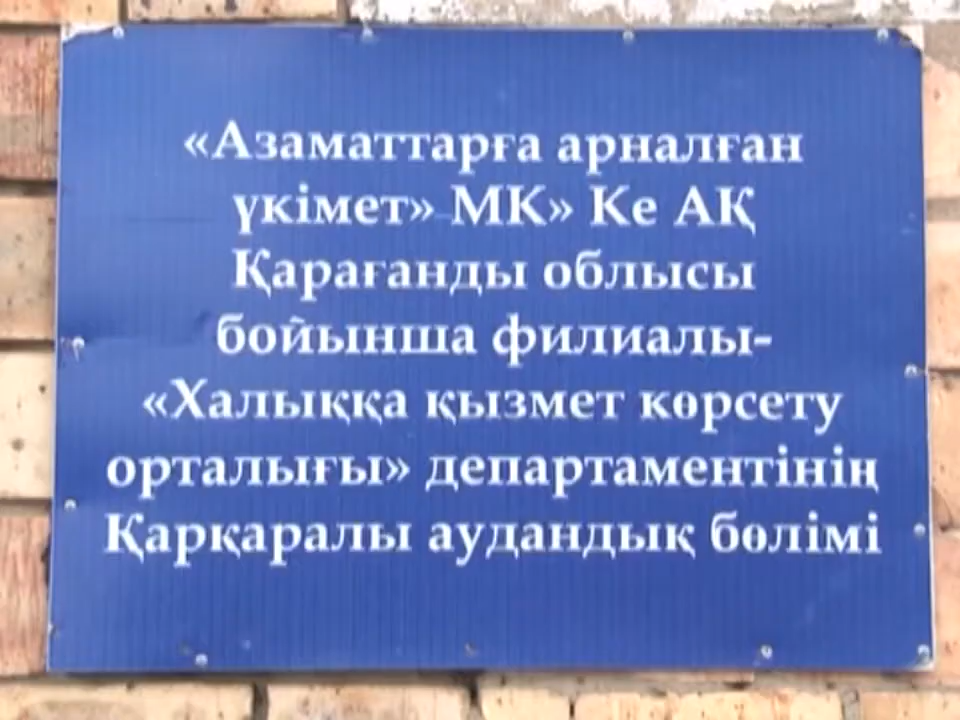 «Азаматтарға арналған
үкімет» МК» Ке АҚ
Қарағанды облысы
бойынша филиалы-
«Халыққа қызмет көрсету
орталығы» департаментінің
Қарқаралы аудандық бөлімі